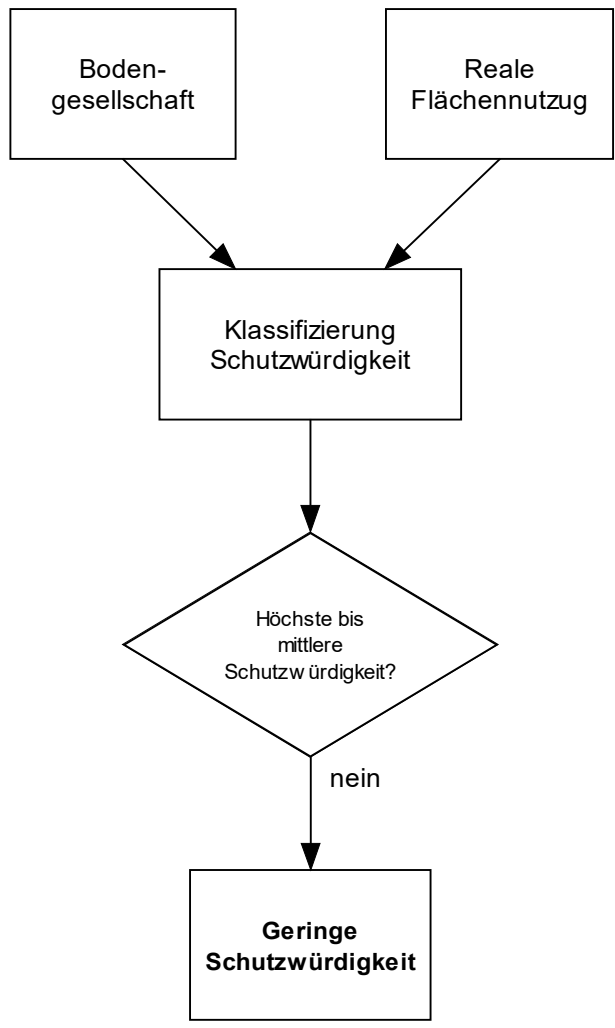 Boden-
gesellschaft
Reale
Flächennutzug
Klassifizierung
Schutzwürdigkeit
Höchste bis
mittlere
Schutzw ürdigkeit?
nein
Geringe
Schutzwürdigkeit